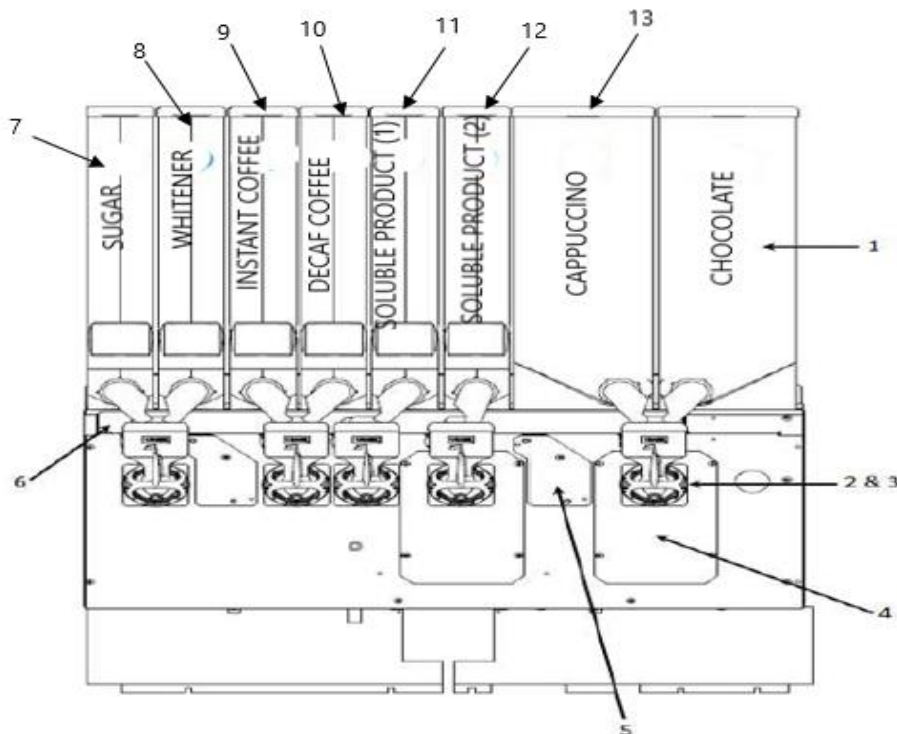 7
8
9
10
11
12
13
SUGAR
WHITENER
INSTANT COFFEE
DECAF COFFEE
SOLUBLE PRODUCT (1)
SOLUBLE PRODUCT (2)
CAPPUCCINO
CHOCOLATE
1
6
2 & 3
4
5